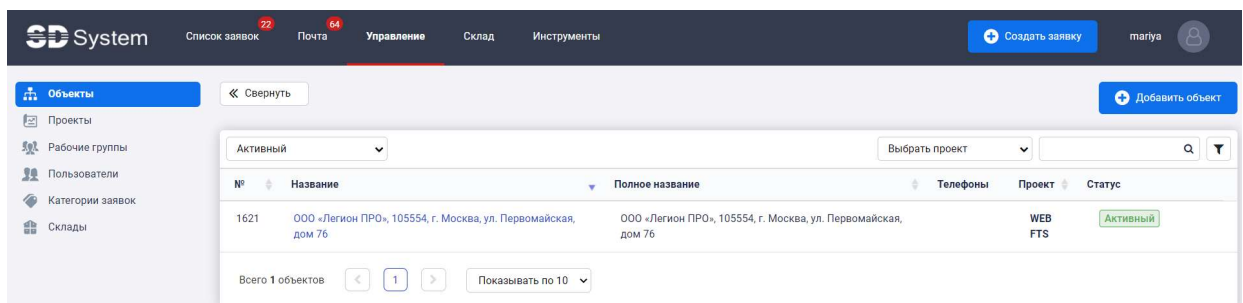 SD System
Список заявок 22 Почта 64 Управление Склад Инструменты Создать заявку mariya
Объекты
Проекты
Рабочие группы
Пользователи
Категории заявок
Склады
Свернуть Добавить объект
Активный Выбрать проект
№ Название Полное название Телефоны Проект Статус
1621 ООО «Легион ПРО», 105554, г. Москва, ул. Первомайская, ООО «Легион ПРО», 105554, г. Москва, ул. Первомайская, WEB Активный
дом 76 дом 76 FTS
Всего 1 объектов 1 Показывать по 10